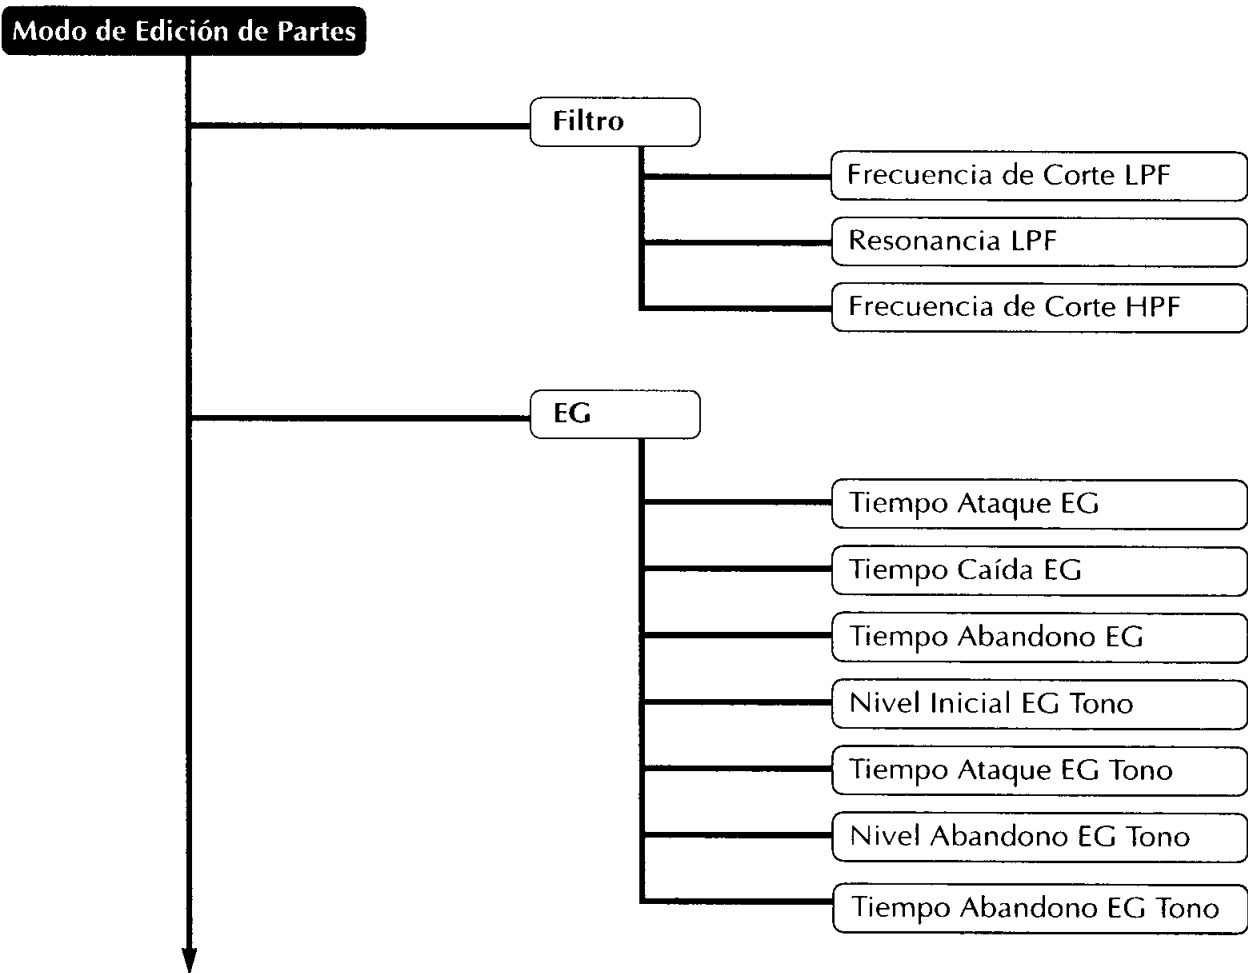 Modo de Edición de Partes
Filtro
Frecuencia de Corte LPF
Resonancia LPF
Frecuencia de Corte HPF
EG
Tiempo Ataque EG
Tiempo Caída EG
Tiempo Abandono EG
Nivel Inicial EG Tono
Tiempo Ataque EG Tono
Nivel Abandono EG Tono
Tiempo Abandono EG Tono